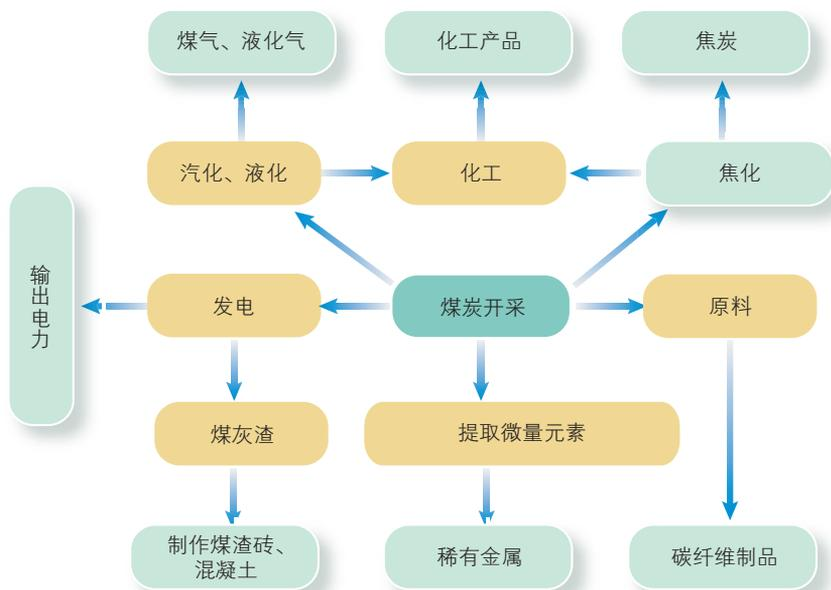 煤气、液化气
化工产品
焦炭
汽化、液化
化工
焦化
输出电力
发电
煤炭开采
原料
煤灰渣
提取微量元素
制作煤渣砖、
混凝土
稀有金属
碳纤维制品